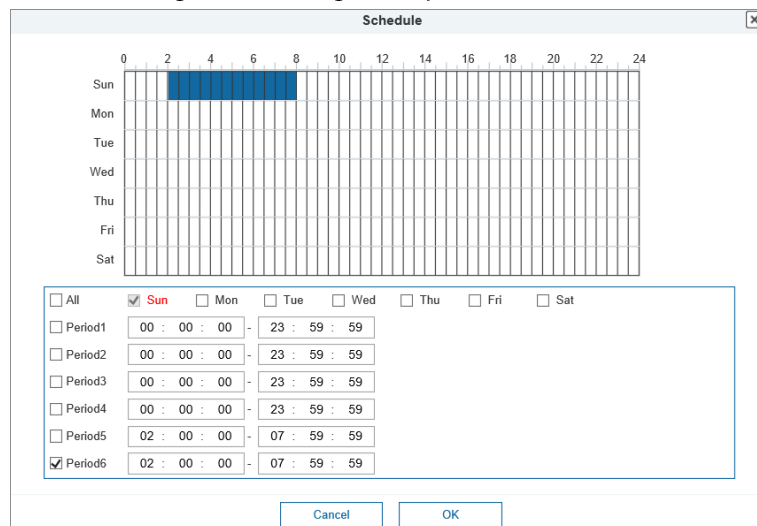 Schedule
0 2 4 6 8 10 12 14 16 18 20 22 24
Sun
Mon
Tue
Wed
Thu
Fri
Sat
All Sun Mon Tue Wed Thu Fri Sat
Period1 00 : 00 : 00 - 23 : 59 : 59
Period2 00 : 00 : 00 - 23 : 59 : 59
Period3 00 : 00 : 00 - 23 : 59 : 59
Period4 00 : 00 : 00 - 23 : 59 : 59
Period5 02 : 00 : 00 - 07 : 59 : 59
Period6 02 : 00 : 00 - 07 : 59 : 59
Cancel OK